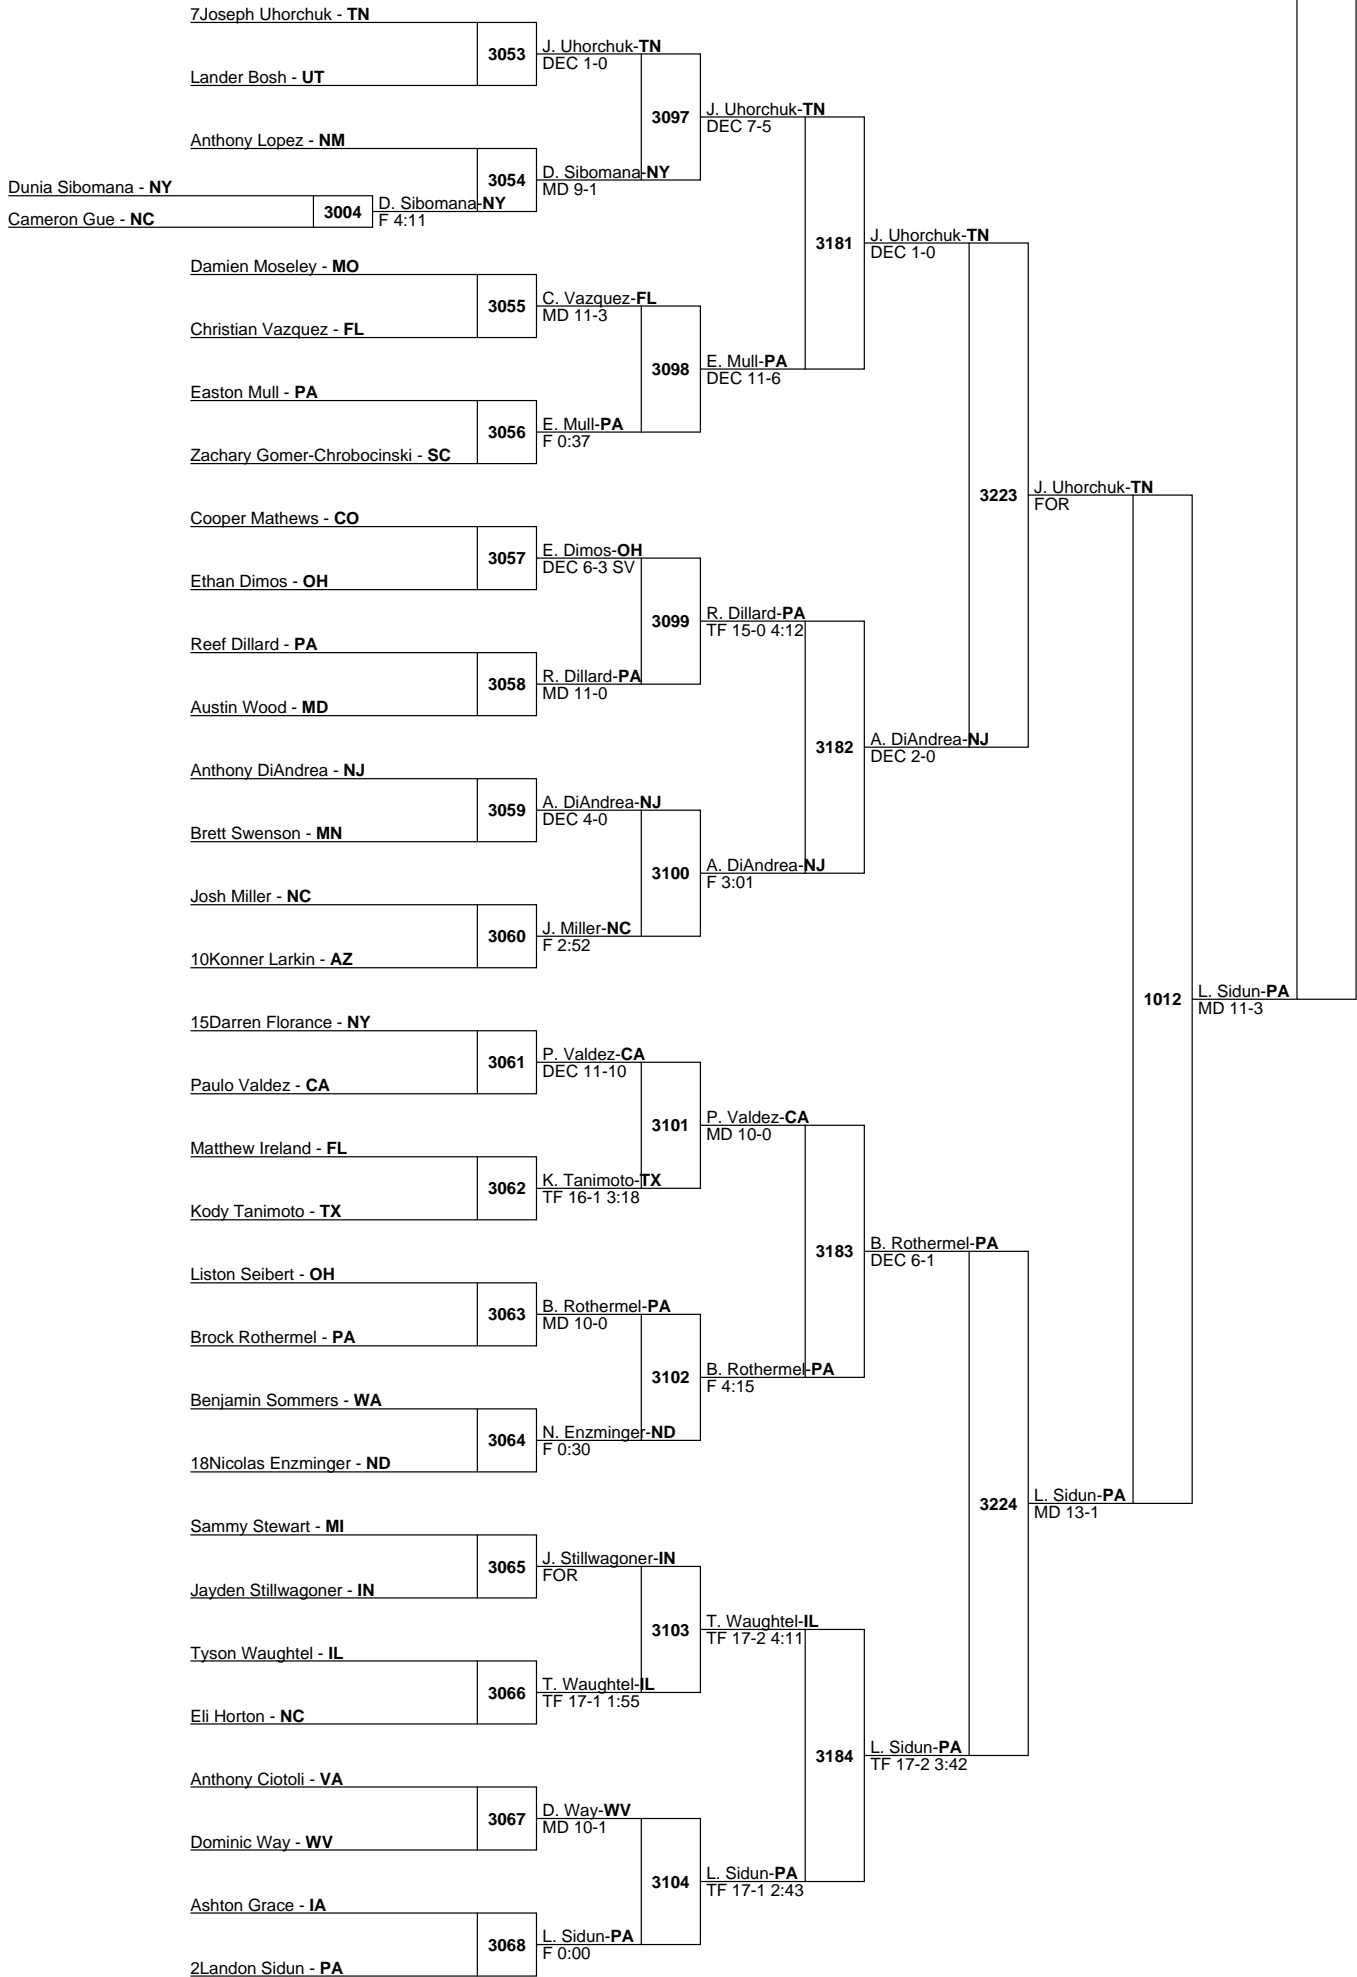 7Joseph Uhorchuk - TN
3053
J. Uhorchuk-TN
DEC 1-0
Lander Bosh - UT
3097
J. Uhorchuk-TN
DEC 7-5
Anthony Lopez - NM
3054
D. Sibomana-NY
MD 9-1
Dunia Sibomana - NY
3004
D. Sibomana-NY
F 4:11
Cameron Gue - NC
3181
J. Uhorchuk-TN
DEC 1-0
Damien Moseley - MO
3055
C. Vazquez-FL
MD 11-3
Christian Vazquez - FL
3098
E. Mull-PA
DEC 11-6
Easton Mull - PA
3056
E. Mull-PA
F 0:37
Zachary Gomer-Chrobocinski - SC
3223
J. Uhorchuk-TN
FOR
Cooper Mathews - CO
3057
E. Dimos-OH
DEC 6-3 SV
Ethan Dimos - OH
3099
R. Dillard-PA
TF 15-0 4:12
Reef Dillard - PA
3058
R. Dillard-PA
MD 11-0
Austin Wood - MD
3182
A. DiAndrea-NJ
DEC 2-0
Anthony DiAndrea - NJ
3059
A. DiAndrea-NJ
DEC 4-0
Brett Swenson - MN
3100
A. DiAndrea-NJ
F 3:01
Josh Miller - NC
3060
J. Miller-NC
F 2:52
10Konner Larkin - AZ
1012
L. Sidun-PA
MD 11-3
15Darren Florance - NY
3061
P. Valdez-CA
DEC 11-10
Paulo Valdez - CA
3101
P. Valdez-CA
MD 10-0
Matthew Ireland - FL
3062
K. Tanimoto-TX
TF 16-1 3:18
Kody Tanimoto - TX
3183
B. Rothermel-PA
DEC 6-1
Liston Seibert - OH
3063
B. Rothermel-PA
MD 10-0
Brock Rothermel - PA
3102
B. Rothermel-PA
F 4:15
Benjamin Sommers - WA
3064
N. Enzminger-ND
F 0:30
18Nicolas Enzminger - ND
3224
L. Sidun-PA
MD 13-1
Sammy Stewart - MI
3065
J. Stillwagoner-IN
FOR
Jayden Stillwagoner - IN
3103
T. Waughtel-IL
TF 17-2 4:11
Tyson Waughtel - IL
3066
T. Waughtel-IL
TF 17-1 1:55
Eli Horton - NC
3184
L. Sidun-PA
TF 17-2 3:42
Anthony Ciotoli - VA
3067
D. Way-WV
MD 10-1
Dominic Way - WV
3104
L. Sidun-PA
TF 17-1 2:43
Ashton Grace - IA
3068
L. Sidun-PA
F 0:00
2Landon Sidun - PA